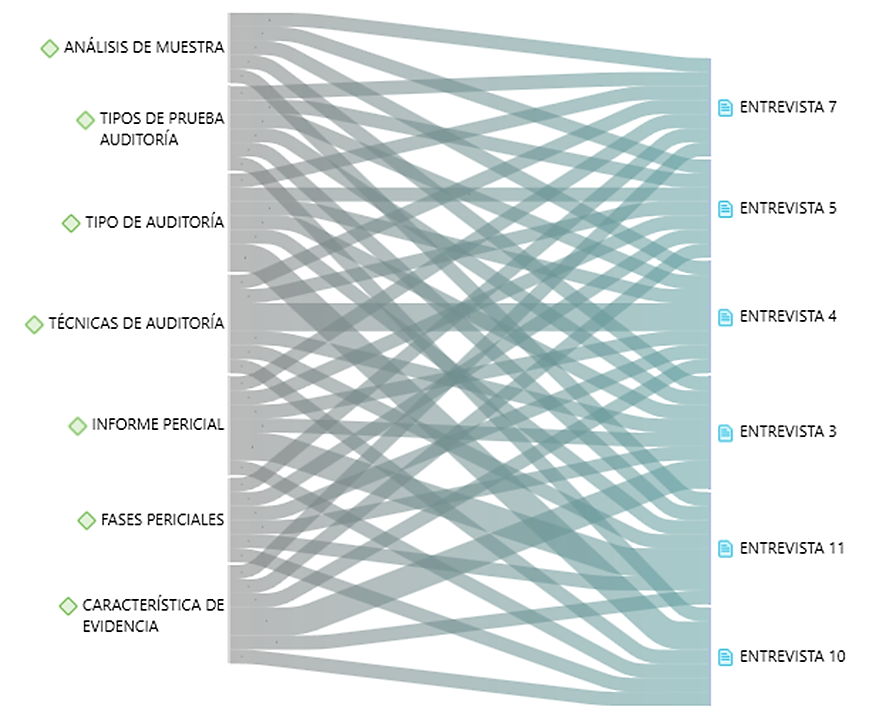 ANÁLISIS DE MUESTRA
TIPOS DE PRUEBA
AUDITORÍA
TIPO DE AUDITORÍA
TÉCNICAS DE AUDITORÍA
INFORME PERICIAL
FASES PERICIALES
CARACTERÍSTICA DE
EVIDENCIA
ENTREVISTA 7
ENTREVISTA 5
ENTREVISTA 4
ENTREVISTA 3
ENTREVISTA 11
ENTREVISTA 10